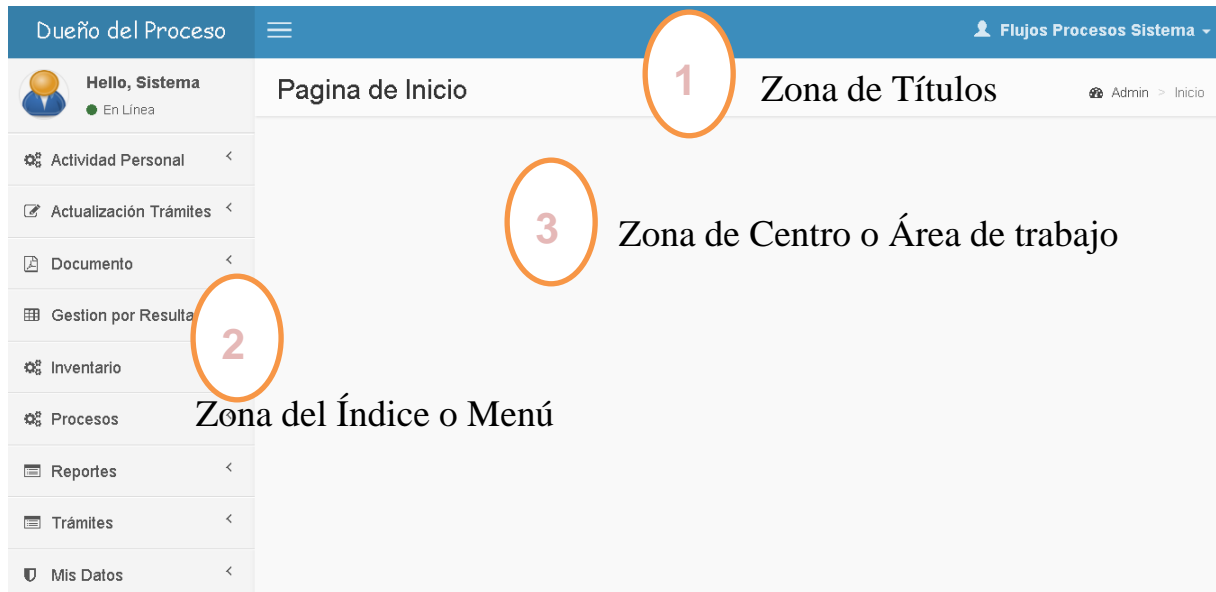 Dueño del Proceso
Flujos Procesos Sistema
Hello, Sistema
En Línea
Pagina de Inicio
1
Zona de Títulos
Admin > Inicio
Actividad Personal
Actualización Trámites
3
Zona de Centro o Área de trabajo
Documento
Gestion por Resulta
2
Inventario
Zona del Índice o Menú
Procesos
Reportes
Trámites
Mis Datos